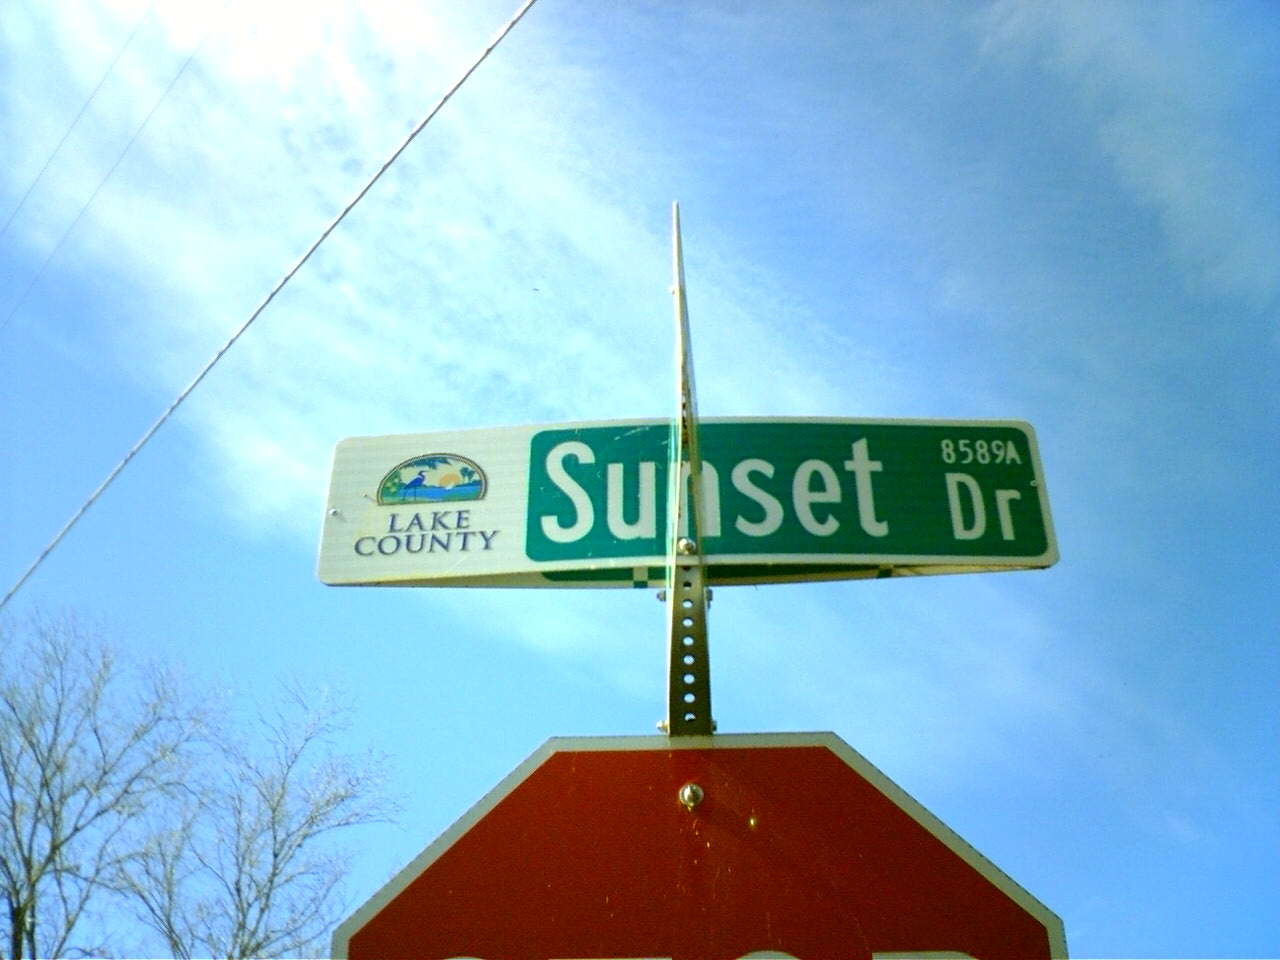 LAKE
COUNTY
Sunset
8589A
Dr